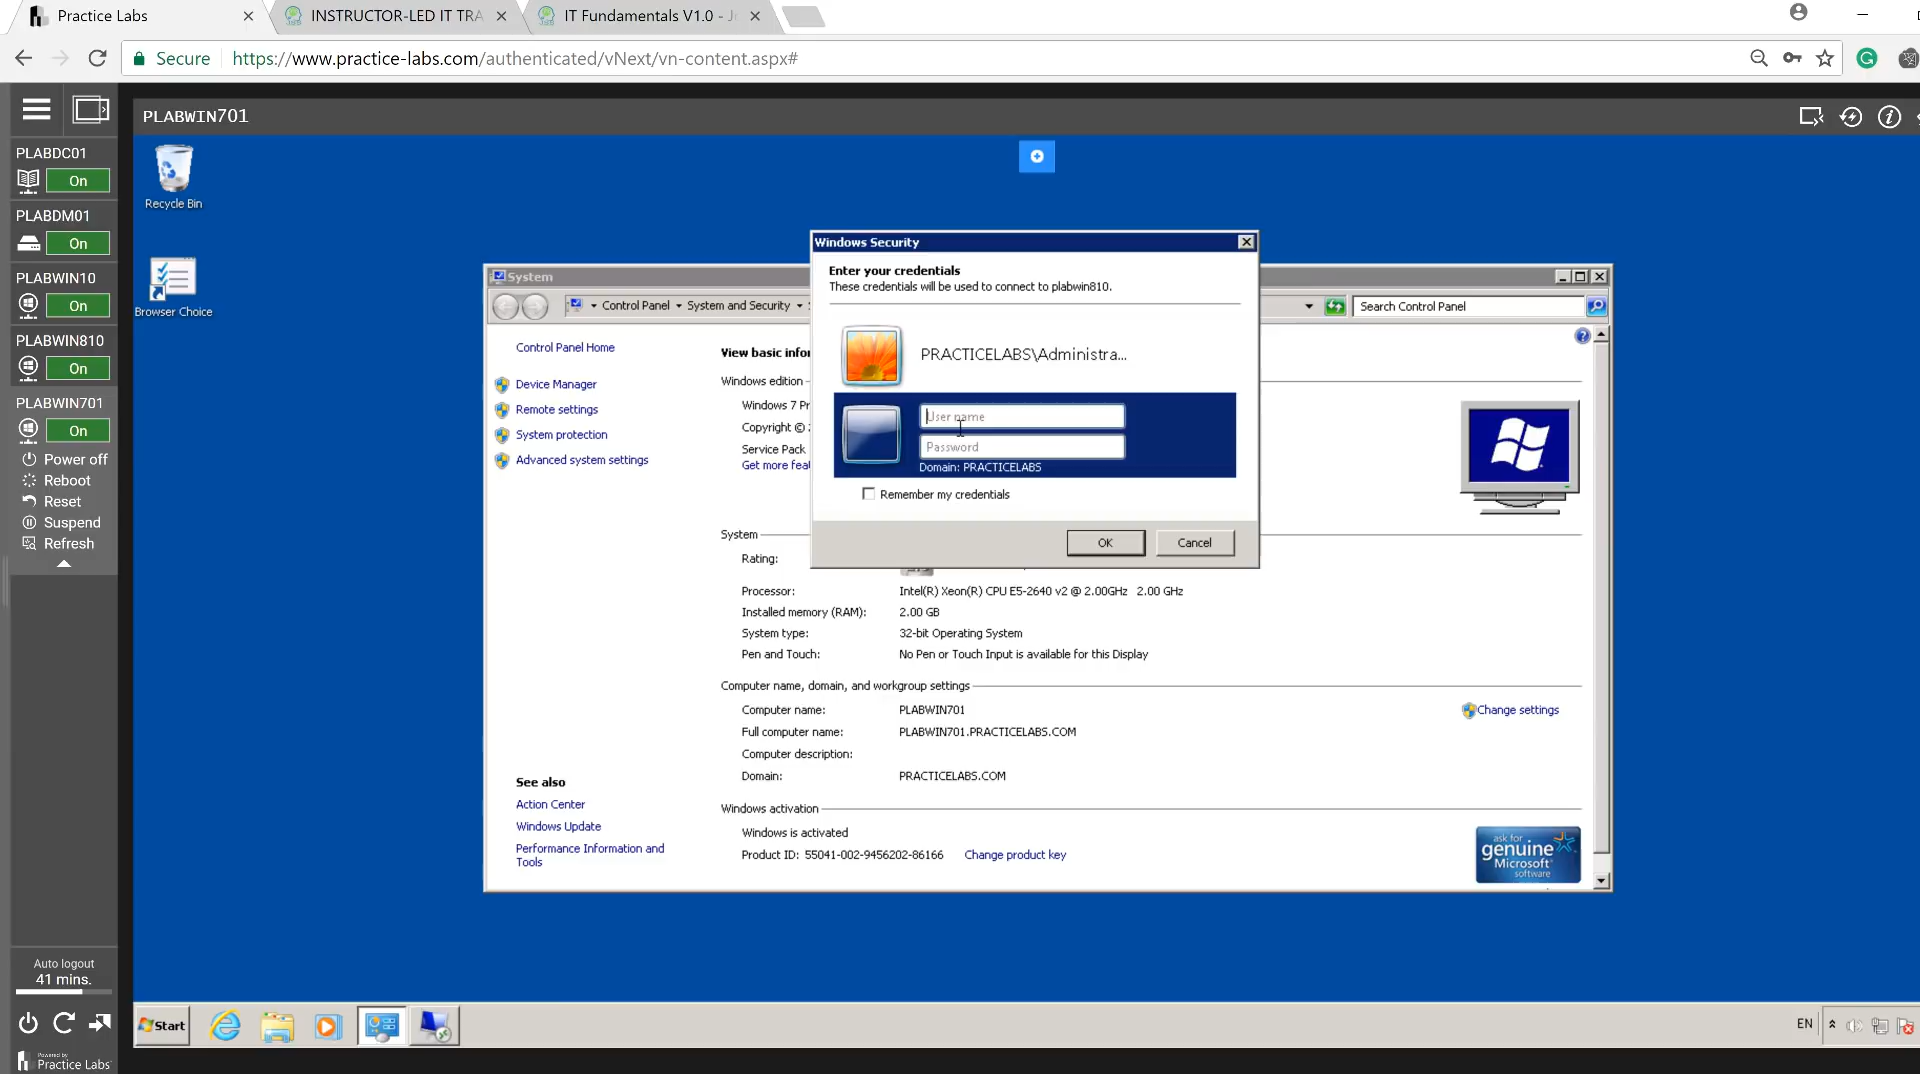 Practice Labs
INSTRUCTOR-LED IT TRA
IT Fundamentals V1.0 - J
Secure
https://www.practice-labs.com/authenticated/vNext/vn-content.aspx#
PLABWIN701
PLABDC01
On
PLABDM01
On
PLABWIN10
On
PLABWIN810
On
PLABWIN701
On
Power off
Reboot
Reset
Suspend
Refresh
Auto logout
41 mins.
Powered by
Practice Labs
Recycle Bin
Browser Choice
Windows Security
Enter your credentials
These credentials will be used to connect to plabwin810.
PRACTICELABS\Administra...
User name
Password
Domain: PRACTICELABS
Remember my credentials
OK
Cancel
System
Control Panel
System and Security
Search Control Panel
Control Panel Home
Device Manager
Remote settings
System protection
Advanced system settings
See also
Action Center
Windows Update
Performance Information and
Tools
View basic infor
Windows edition
Windows 7 Pr
Copyright ©
Service Pack
Get more feat
System
Rating:
Processor: Intel(R) Xeon(R) CPU E5-2640 v2 @ 2.00GHz 2.00 GHz
Installed memory (RAM): 2.00 GB
System type: 32-bit Operating System
Pen and Touch: No Pen or Touch Input is available for this Display
Computer name, domain, and workgroup settings
Computer name: PLABWIN701
Change settings
Full computer name: PLABWIN701.PRACTICELABS.COM
Computer description:
Domain: PRACTICELABS.COM
Windows activation
Windows is activated
Product ID: 55041-002-9456202-86166 Change product key
ask for
genuine
Microsoft
software
Start
EN